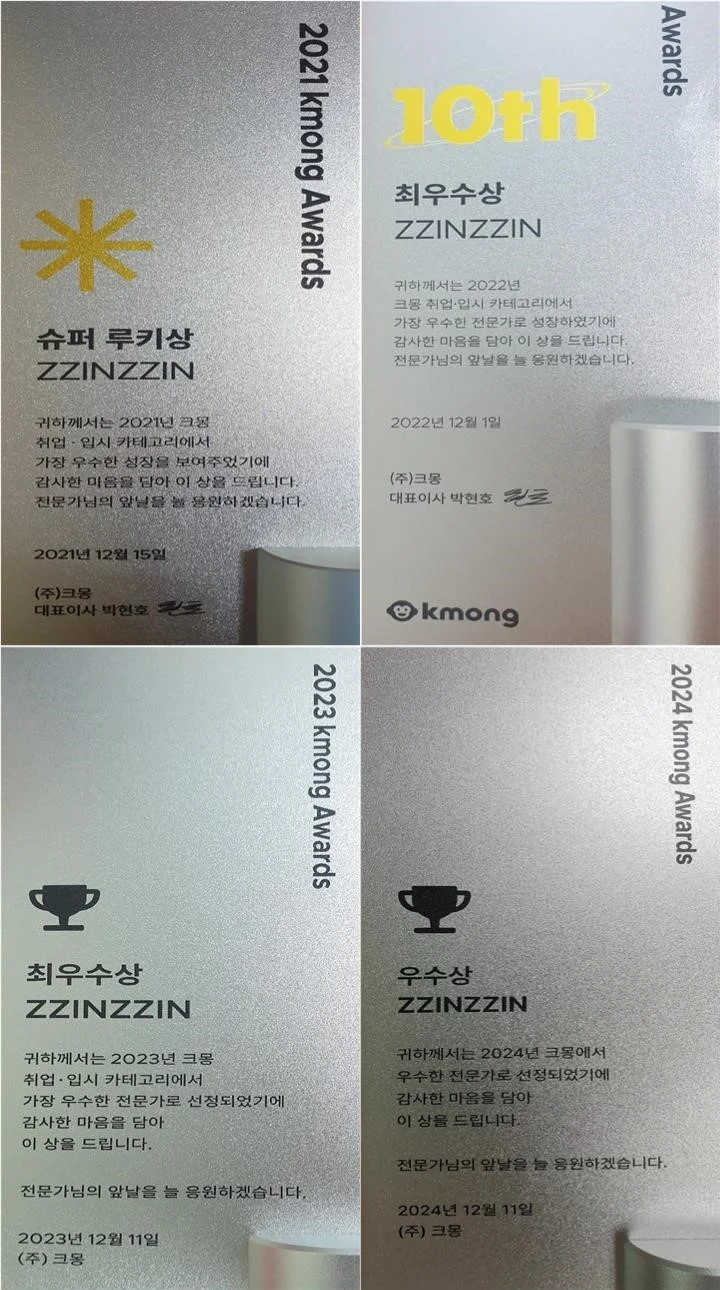 2021 kmong Awards
슈퍼 루키상
ZZINZZIN
귀하께서는 2021년 크몽
취업 · 입시 카테고리에서
가장 우수한 성장을 보여주었기에
감사한 마음을 담아 이 상을 드립니다.
전문가님의 앞날을 늘 응원하겠습니다.
2021년 12월 15일
(주)크몽
대표이사 박현호
Awards
10th
최우수상
ZZINZZIN
귀하께서는 2022년
크몽 취업·입시 카테고리에서
가장 우수한 전문가로 성장하였기에
감사한 마음을 담아 이 상을 드립니다.
전문가님의 앞날을 늘 응원하겠습니다.
2022년 12월 1일
(주)크몽
대표이사 박현호
kmong
2023 kmong Awards
최우수상
ZZINZZIN
귀하께서는 2023년 크몽
취업·입시 카테고리에서
가장 우수한 전문가로 선정되었기에
감사한 마음을 담아
이 상을 드립니다.
전문가님의 앞날을 늘 응원하겠습니다.
2023년 12월 11일
(주) 크몽
2024 kmong Awards
우수상
ZZINZZIN
귀하께서는 2024년 크몽에서
우수한 전문가로 선정되었기에
감사한 마음을 담아
이 상을 드립니다.
전문가님의 앞날을 늘 응원하겠습니다.
2024년 12월 11일
(주) 크몽